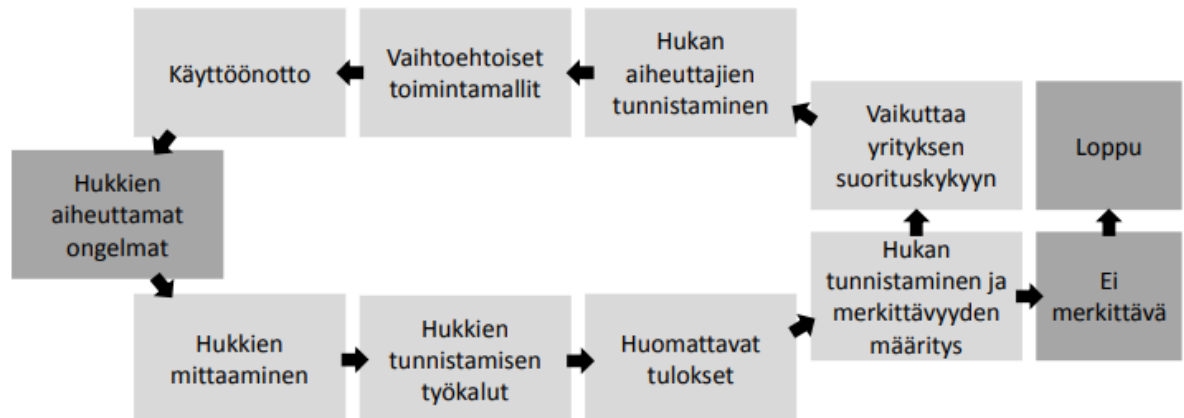 Käyttöönotto
Vaihtoehtoiset
toimintamallit
Hukan
aiheuttajien
tunnistaminen
Vaikuttaa
yrityksen
suorituskykyyn
Loppu
Hukkien
aiheuttamat
ongelmat
Hukkien
mittaaminen
Hukkien
tunnistamisen
työkalut
Huomattavat
tulokset
Hukan
tunnistaminen ja
merkittävyyden
määritys
Ei
merkittävä